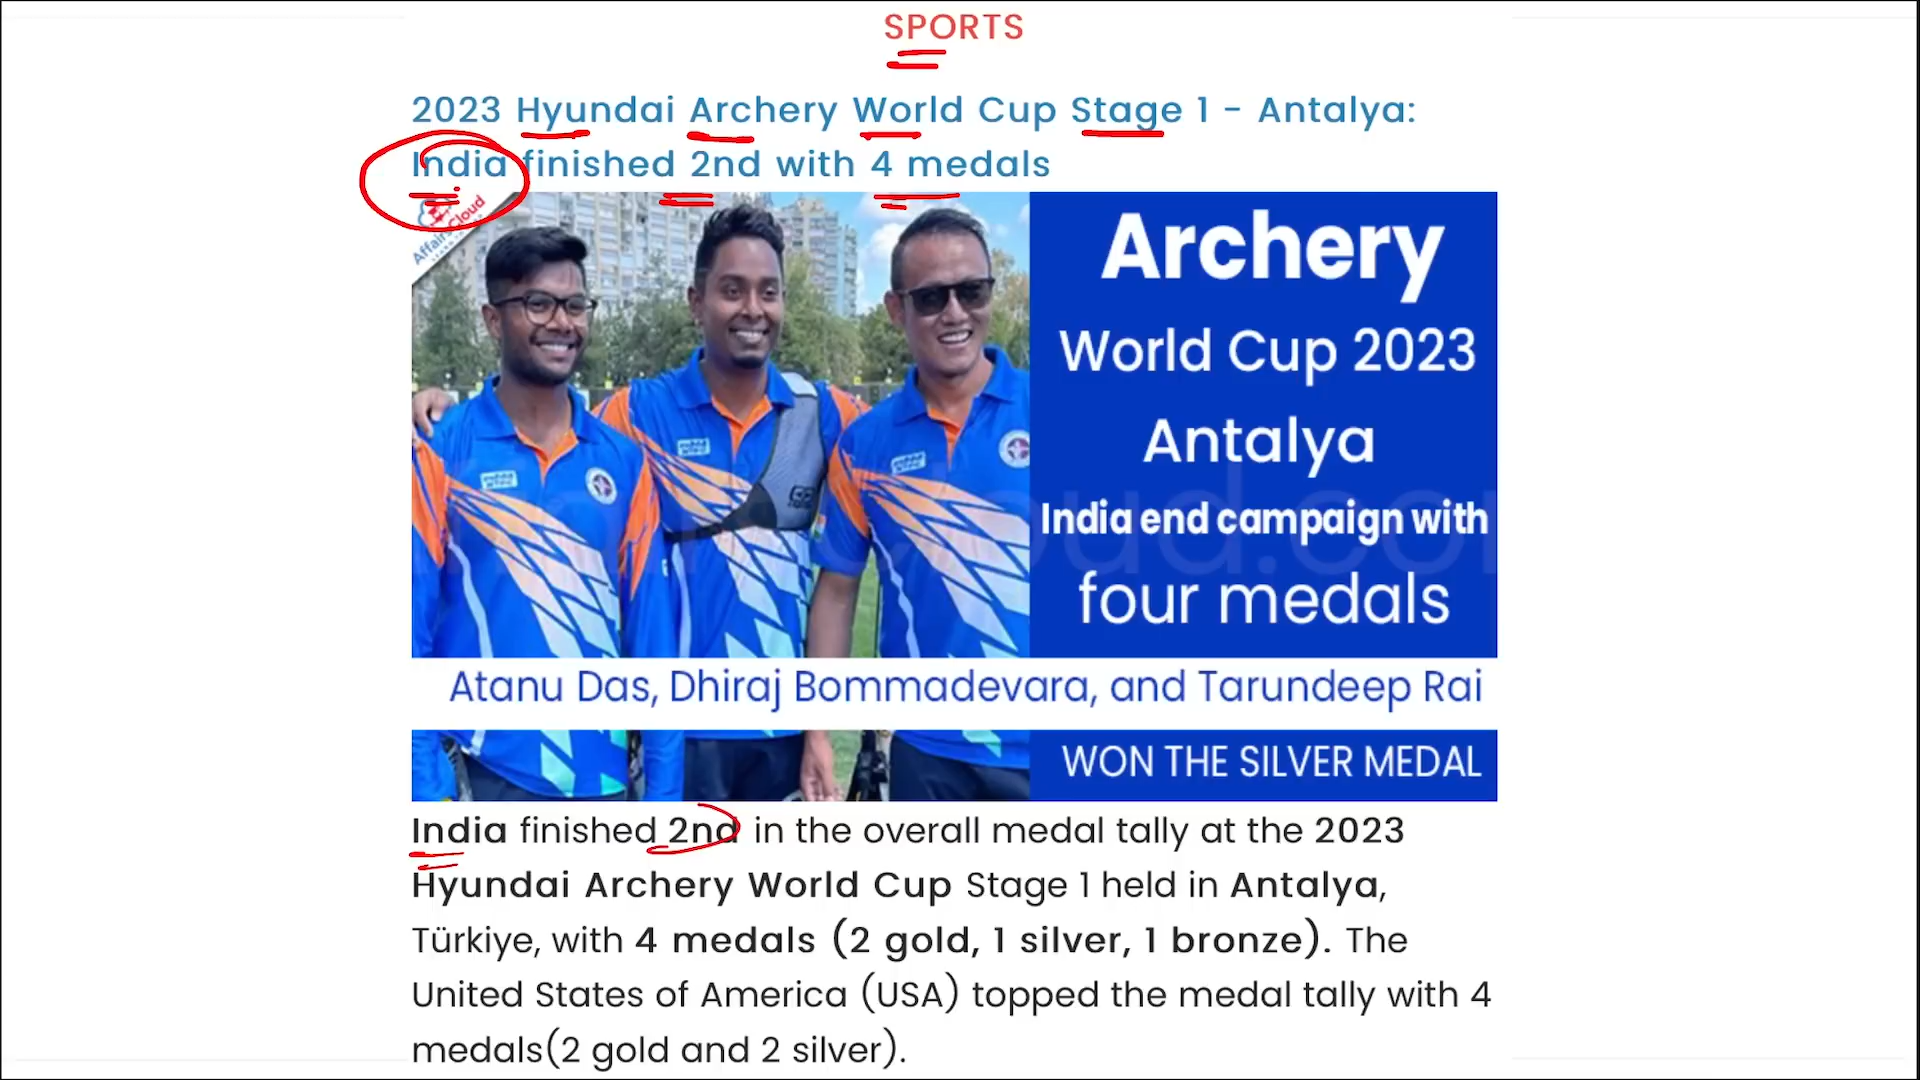 SPORTS
2023 Hyundai Archery World Cup Stage 1 - Antalya:
India finished 2nd with 4 medals
AffairsCloud
Archery
World Cup 2023
Antalya
India end campaign with
four medals
Atanu Das, Dhiraj Bommadevara, and Tarundeep Rai
WON THE SILVER MEDAL
India finished 2nd in the overall medal tally at the 2023
Hyundai Archery World Cup Stage 1 held in Antalya,
Türkiye, with 4 medals (2 gold, 1 silver, 1 bronze). The
United States of America (USA) topped the medal tally with 4
medals(2 gold and 2 silver).